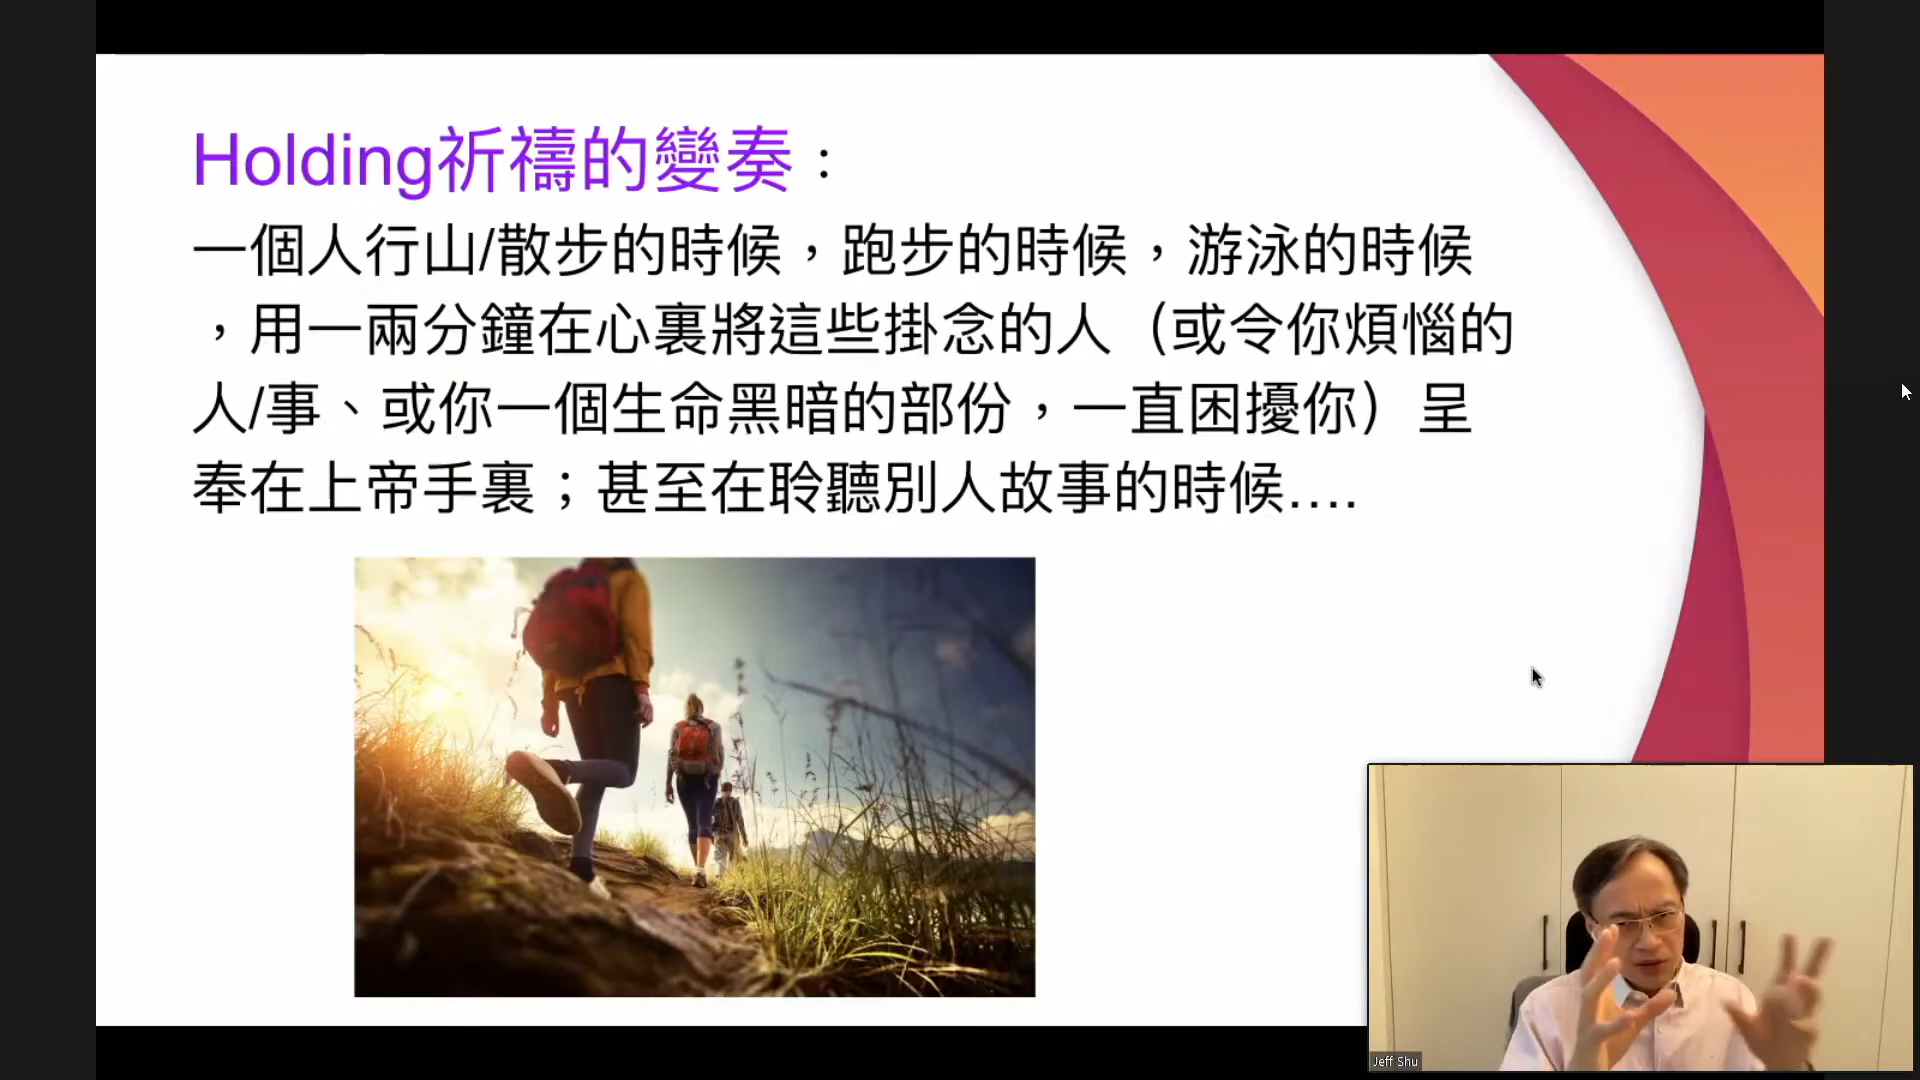 Holding祈禱的變奏：
一個人行山/散步的時候，跑步的時候，游泳的時候
，用一兩分鐘在心裏將這些掛念的人（或令你煩惱的
人/事、或你一個生命黑暗的部份，一直困擾你）呈
奉在上帝手裏；甚至在聆聽別人故事的時候....
Jeff Shu